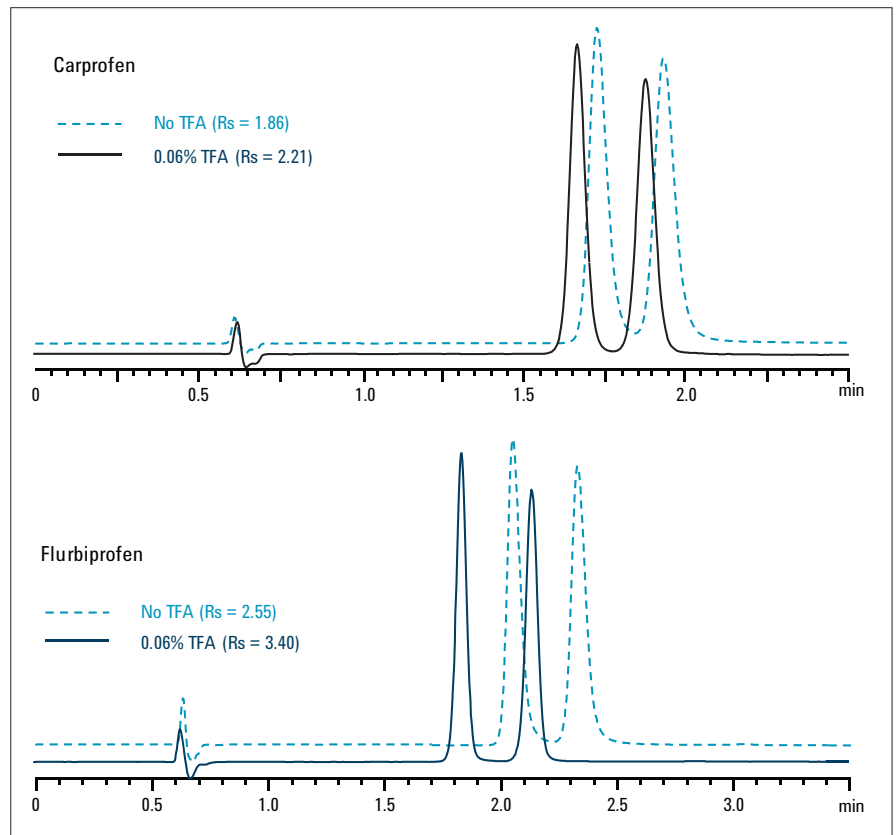 Carprofen
No TFA (Rs = 1.86)
0.06% TFA (Rs = 2.21)
0 0.5 1.0 1.5 2.0 min
Flurbiprofen
No TFA (Rs = 2.55)
0.06% TFA (Rs = 3.40)
0 0.5 1.0 1.5 2.0 2.5 3.0 min